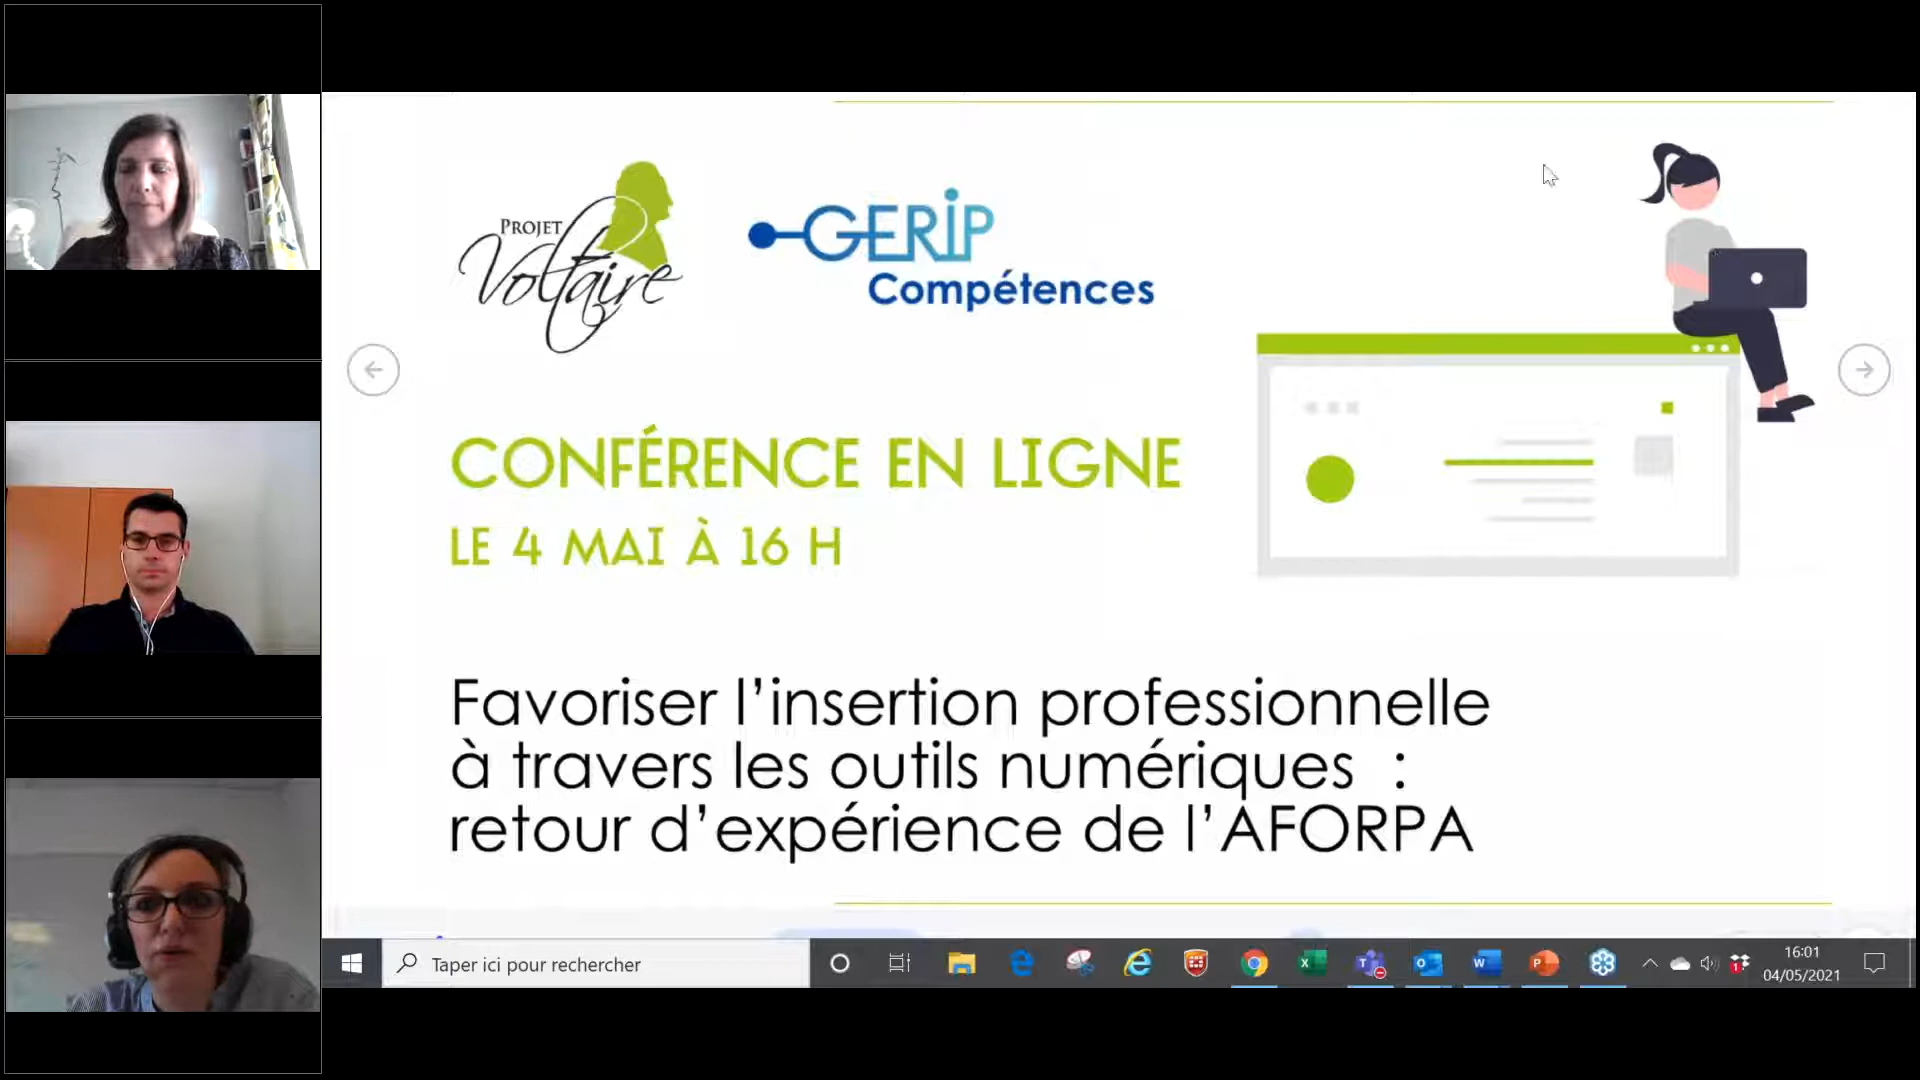 PROJET
Voltaire
GERIP
Compétences
CONFÉRENCE EN LIGNE
LE 4 MAI À 16 H
Favoriser l’insertion professionnelle
à travers les outils numériques  :
retour d’expérience de l’AFORPA
Taper ici pour rechercher
16:01
04/05/2021